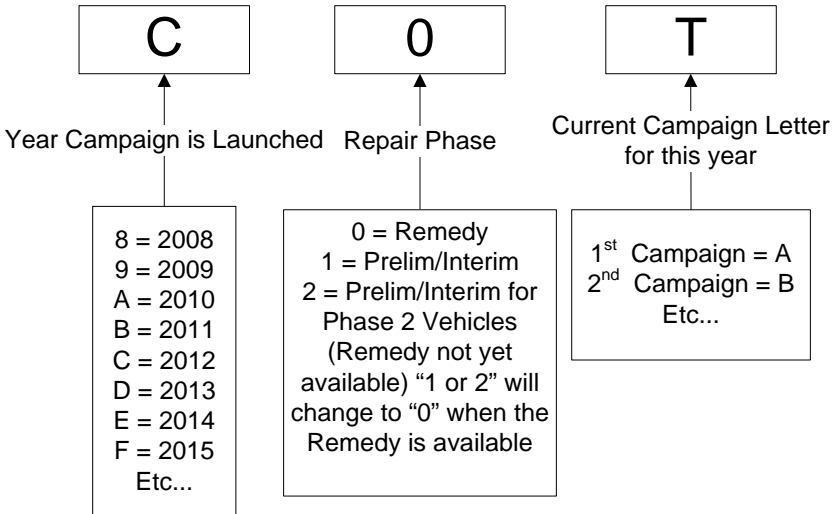 C
0
T
Year Campaign is Launched
Repair Phase
Current Campaign Letter
for this year
8 = 2008
9 = 2009
A = 2010
B = 2011
C = 2012
D = 2013
E = 2014
F = 2015
Etc...
0 = Remedy
1 = Prelim/Interim
2 = Prelim/Interim for
Phase 2 Vehicles
(Remedy not yet
available) “1 or 2” will
change to “0” when the
Remedy is available
1st Campaign = A
2nd Campaign = B
Etc...